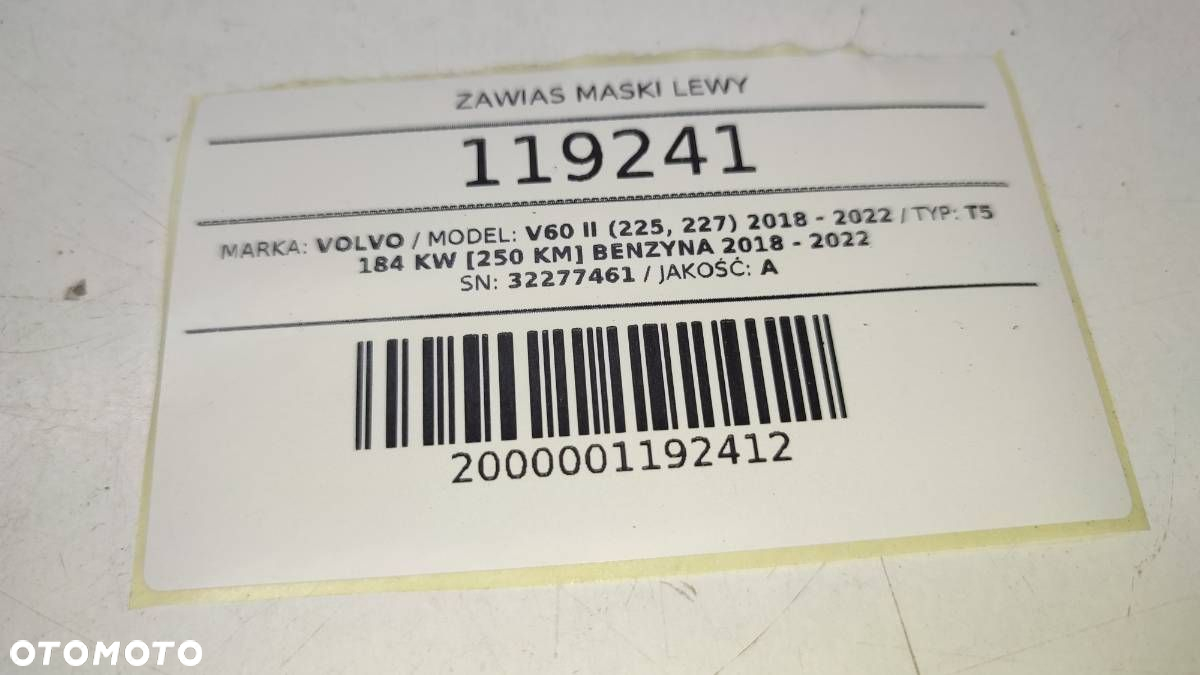 ZAWIAS MASKI LEWY
119241
MARKA: VOLVO / MODEL: V60 II (225, 227) 2018 - 2022 / TYP: T5
184 KW [250 KM] BENZYNA 2018 - 2022
SN: 32277461 / JAKOŚĆ: A
2000001192412
OTOMOTO